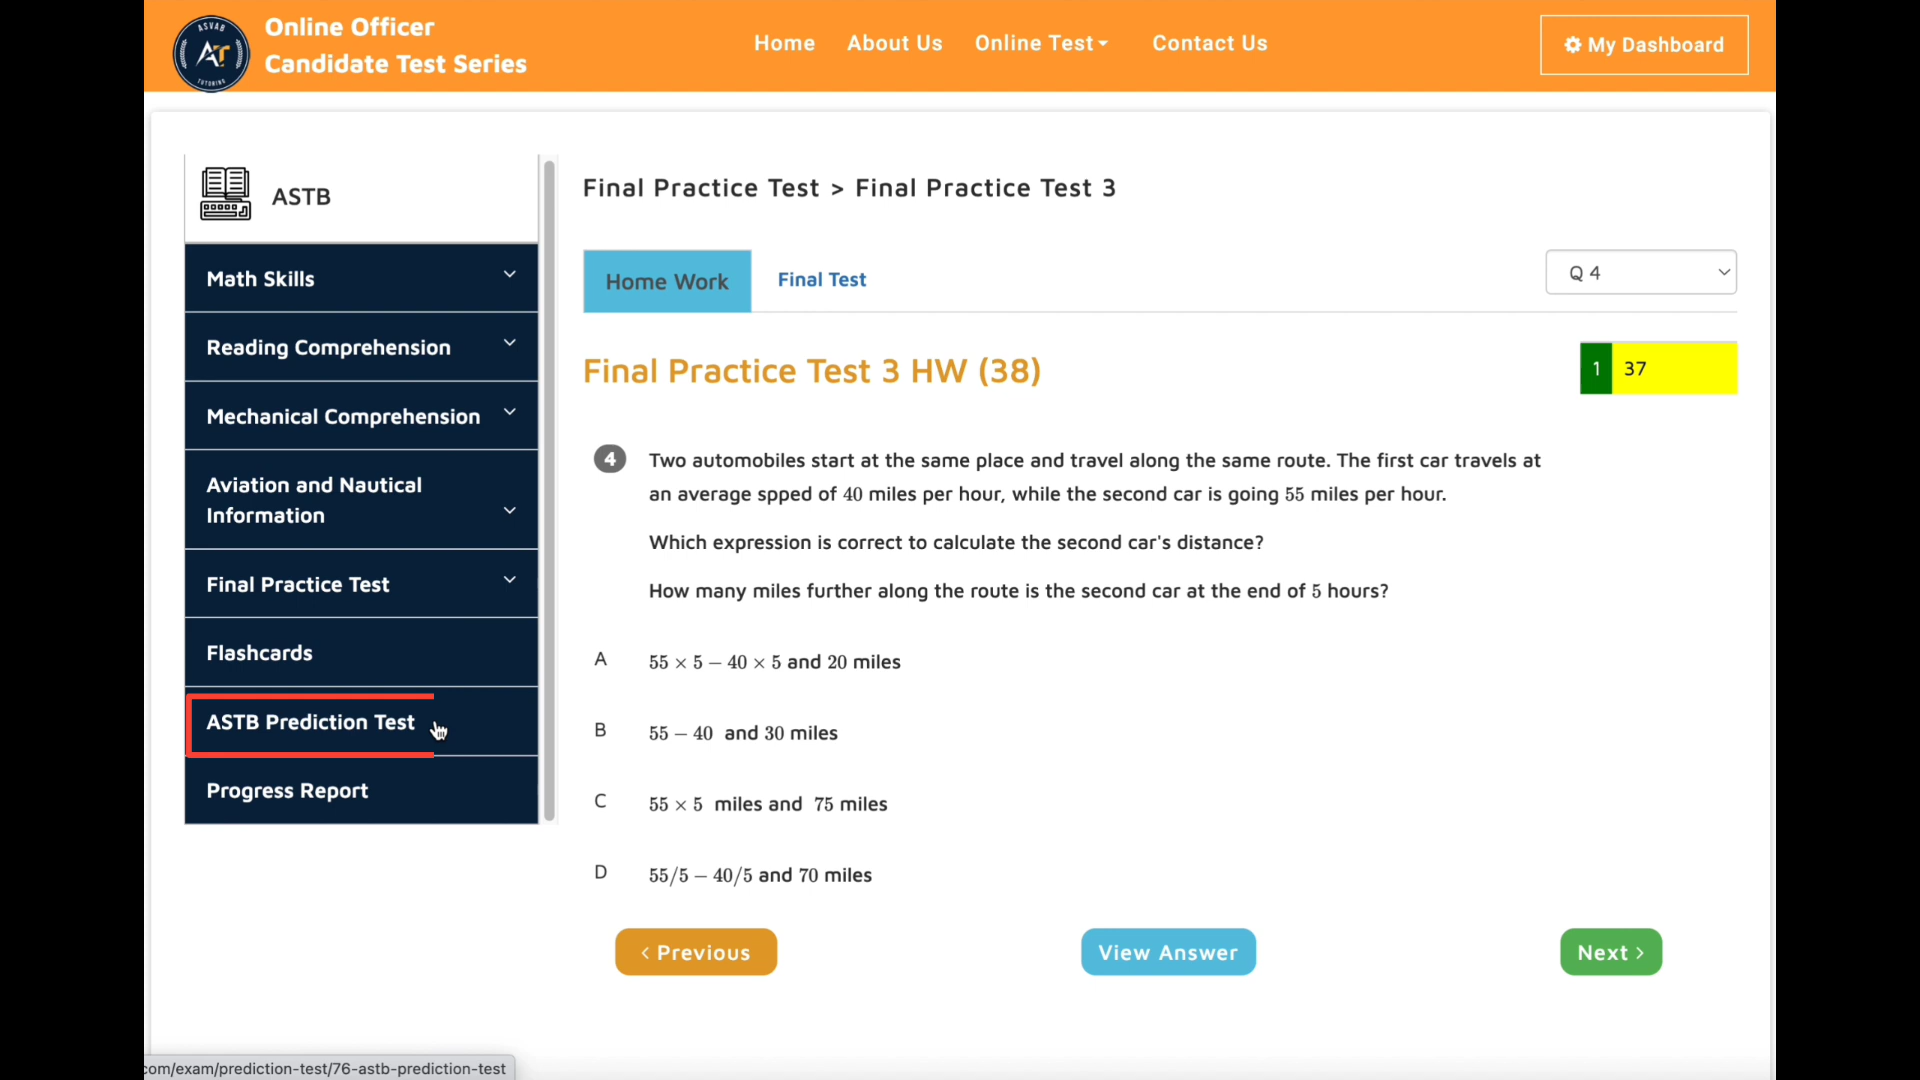 ASVAB
AT
TUTORING
Online Officer
Candidate Test Series
Home
About Us
Online Test
Contact Us
My Dashboard
ASTB
Math Skills
Reading Comprehension
Mechanical Comprehension
Aviation and Nautical
Information
Final Practice Test
Flashcards
ASTB Prediction Test
Progress Report
Final Practice Test > Final Practice Test 3
Home Work
Final Test
Q 4
Final Practice Test 3 HW (38)
1
37
4 Two automobiles start at the same place and travel along the same route. The first car travels at
an average spped of 40 miles per hour, while the second car is going 55 miles per hour.
Which expression is correct to calculate the second car's distance?
How many miles further along the route is the second car at the end of 5 hours?
A 55 × 5 – 40 × 5 and 20 miles
B 55 – 40 and 30 miles
C 55 × 5 miles and 75 miles
D 55/5 – 40/5 and 70 miles
< Previous
View Answer
Next >
com/exam/prediction-test/76-astb-prediction-test